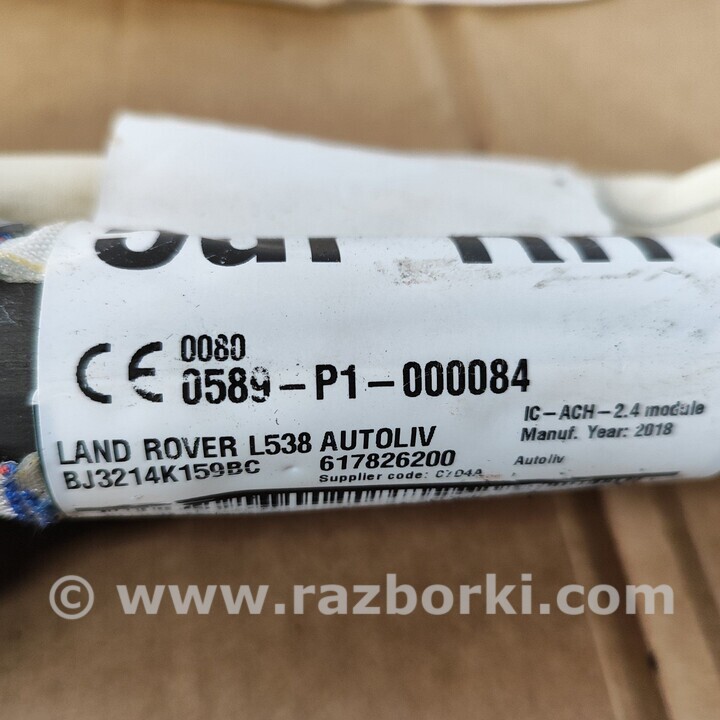 CE 0080
0589-P1-000084
IC-ACH-2.4 module
LAND ROVER L538 AUTOLIV
Manuf. Year: 2018
BJ3214K159BC 617826200
Autoliv
Supplier code: C7D4A
© www.razborki.com